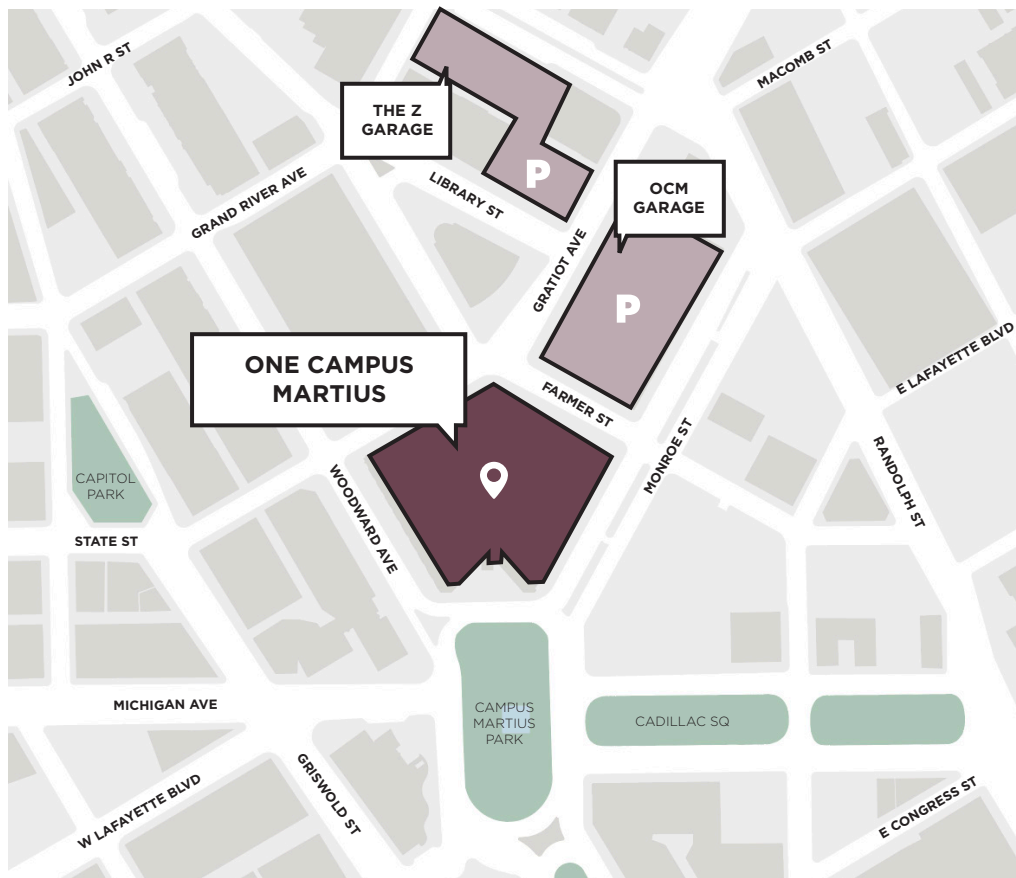 JOHN R ST
MACOMB ST
THE Z
GARAGE
P
LIBRARY ST
OCM
GARAGE
GRAND RIVER AVE
GRATIOT AVE
P
ONE CAMPUS
MARTIUS
FARMER ST
E LAFAYETTE BLVD
MONROE ST
RANDOLPH ST
CAPITOL
PARK
WOODWARD AVE
STATE ST
MICHIGAN AVE
CAMPUS
MARTIUS
PARK
CADILLAC SQ
W LAFAYETTE BLVD
GRISWOLD ST
E CONGRESS ST